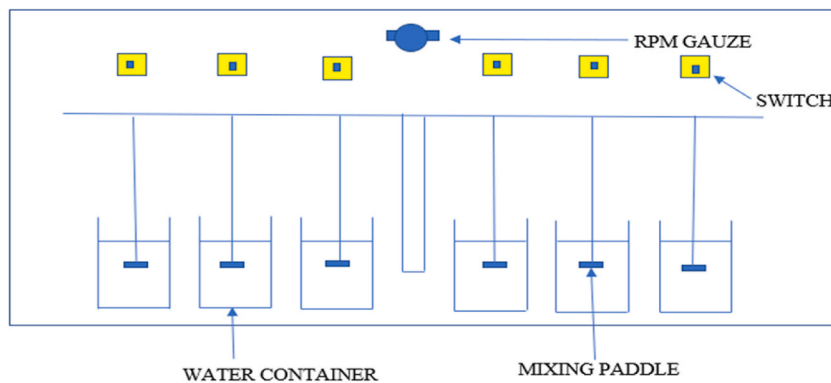 RPM GAUZE
SWITCH
WATER CONTAINER
MIXING PADDLE